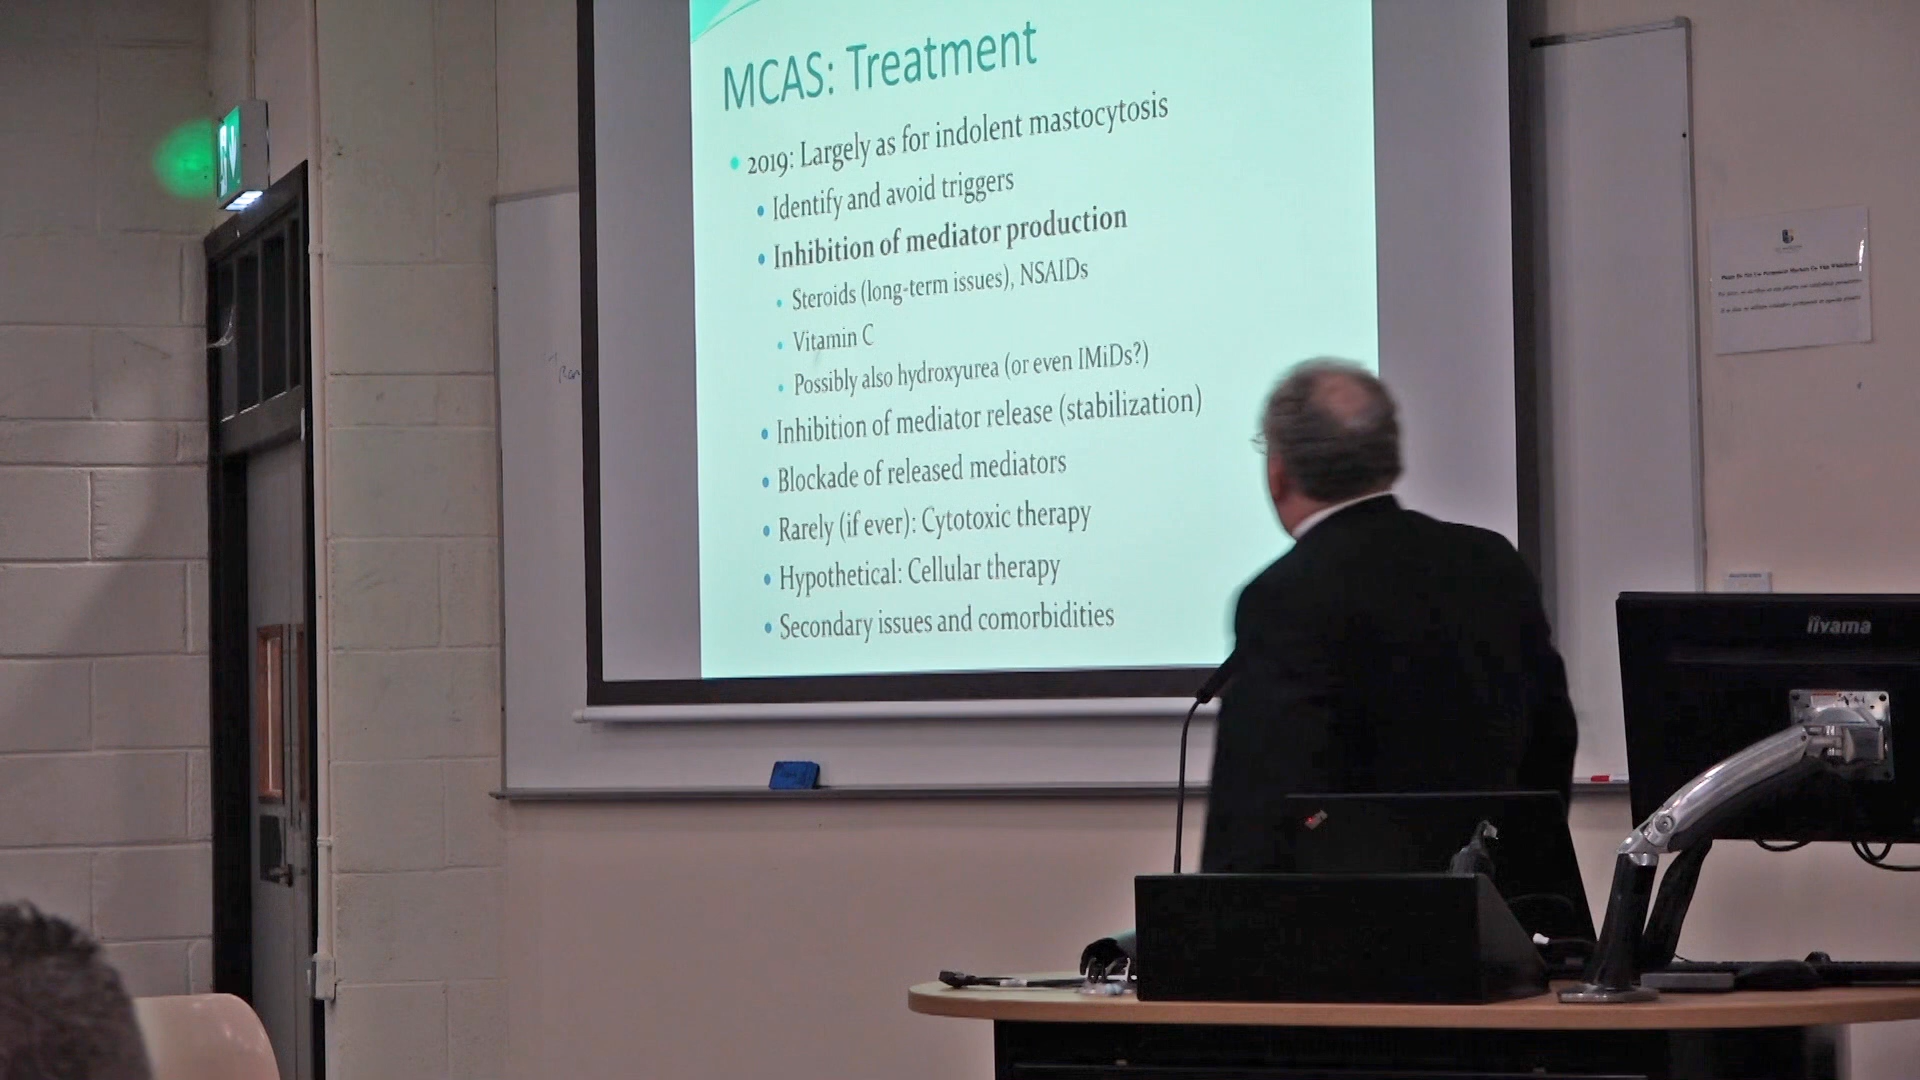 MCAS: Treatment
2019: Largely as for indolent mastocytosis
Identify and avoid triggers
Inhibition of mediator production
Steroids (long-term issues), NSAIDs
Vitamin C
Possibly also hydroxyurea (or even IMiDs?)
Inhibition of mediator release (stabilization)
Blockade of released mediators
Rarely (if ever): Cytotoxic therapy
Hypothetical: Cellular therapy
Secondary issues and comorbidities
iiyama